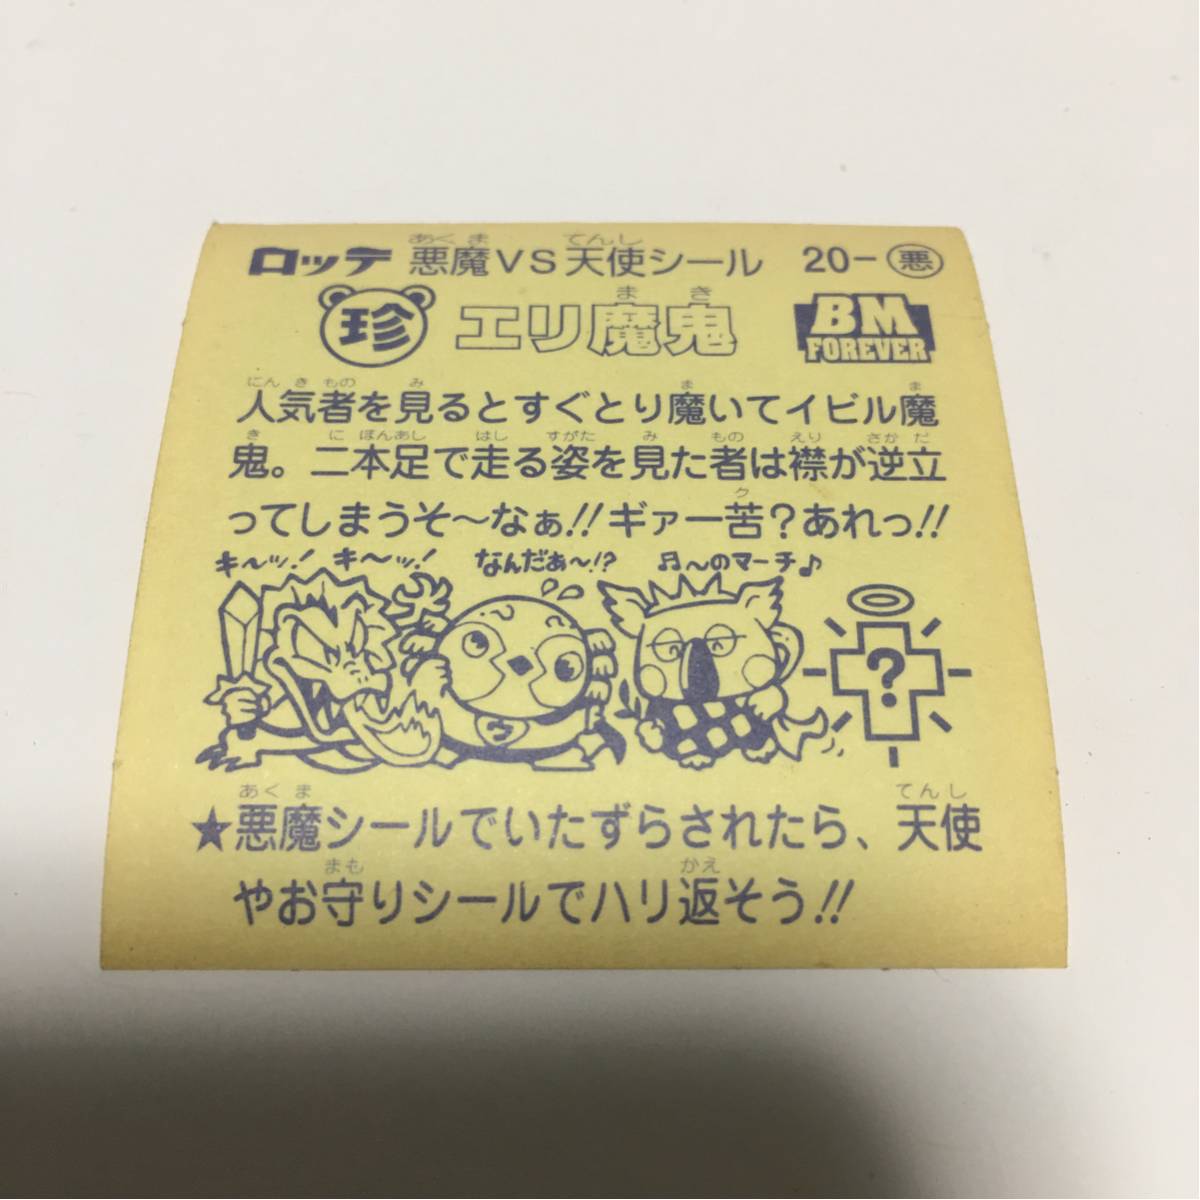 ロッテ 悪魔VS天使シール 20-悪
珍 エリ魔鬼 BM FOREVER
人気者を見るとすぐとり魔いてイビル魔
鬼。二本足で走る姿を見た者は襟が逆立
ってしまうそ〜なぁ!!ギァー苦?あれっ!!
キ〜ッ! キ〜ッ! なんだあ〜!? ♬〜のマーチ♪
?
★悪魔シールでいたずらされたら、天使
やお守りシールでハリ返そう!!